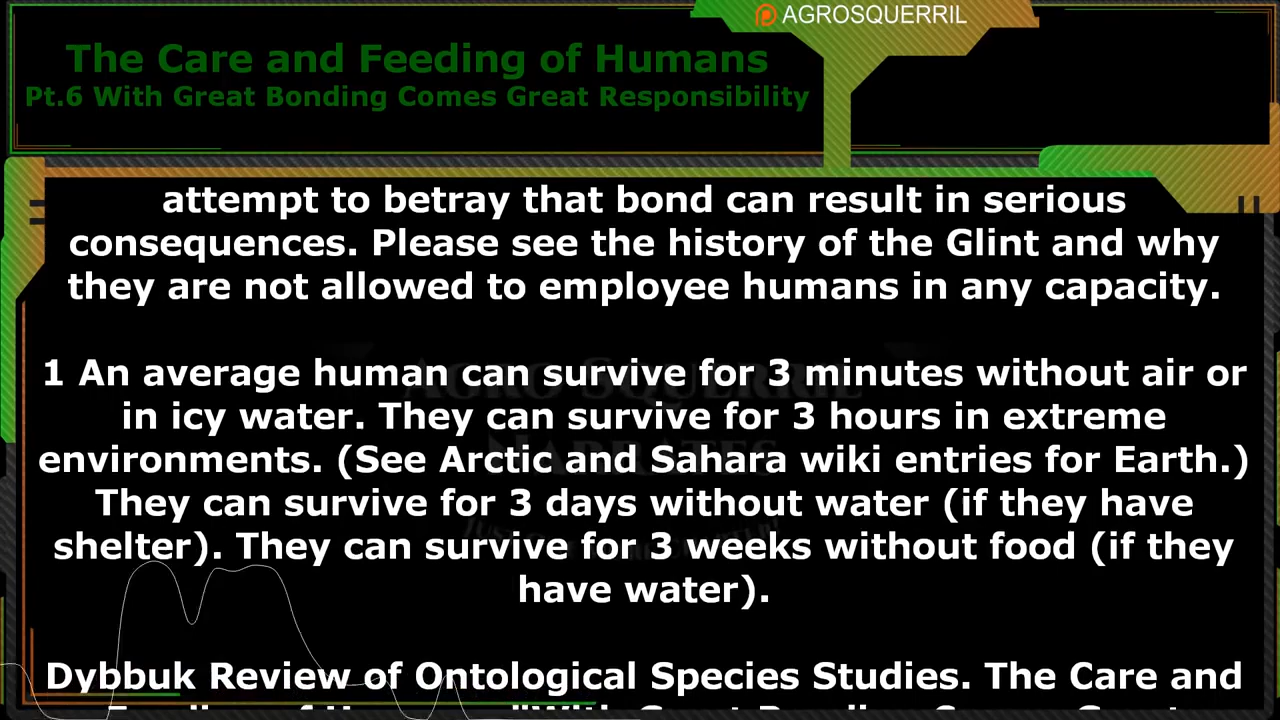 AGROSQUERRIL
The Care and Feeding of Humans
Pt.6 With Great Bonding Comes Great Responsibility
attempt to betray that bond can result in serious
consequences. Please see the history of the Glint and why
they are not allowed to employee humans in any capacity.
1 An average human can survive for 3 minutes without air or
in icy water. They can survive for 3 hours in extreme
environments. (See Arctic and Sahara wiki entries for Earth.)
They can survive for 3 days without water (if they have
shelter). They can survive for 3 weeks without food (if they
have water).
Dybbuk Review of Ontological Species Studies. The Care and